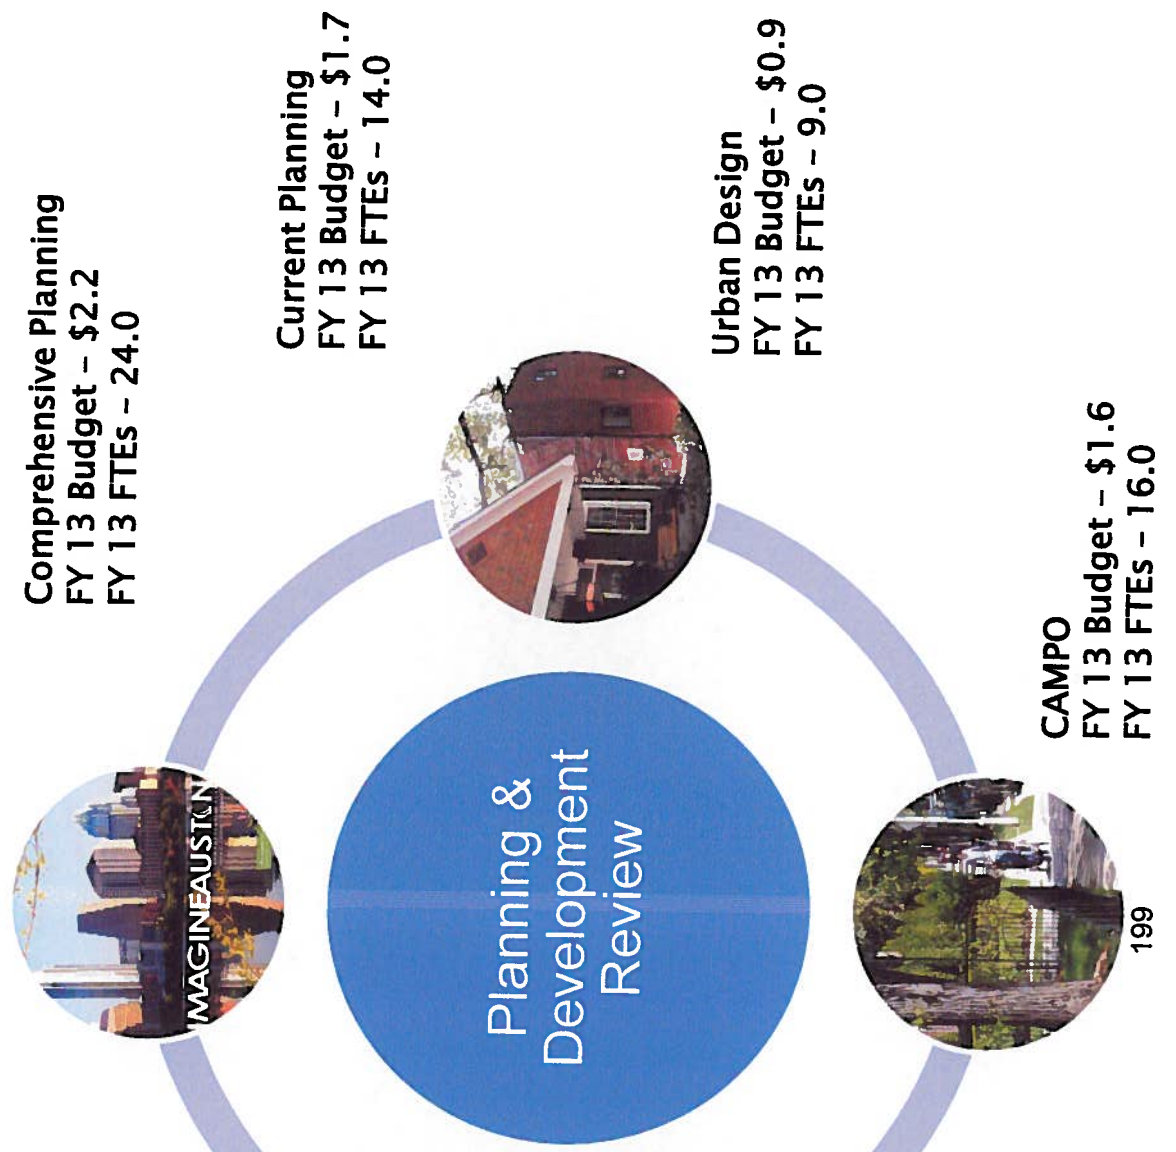 Comprehensive Planning
FY 13 Budget – $2.2
FY 13 FTEs – 24.0
Current Planning
FY 13 Budget – $1.7
FY 13 FTEs – 14.0
Urban Design
FY 13 Budget – $0.9
FY 13 FTEs – 9.0
CAMPO
FY 13 Budget – $1.6
FY 13 FTEs – 16.0
IMAGINEAUSTIN
Planning &
Development
Review
199